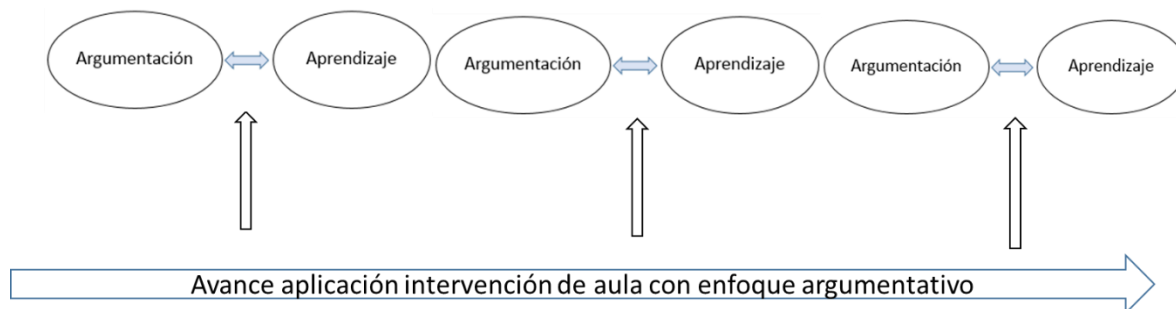 Argumentación
Aprendizaje
Argumentación
Aprendizaje
Argumentación
Aprendizaje
Avance aplicación intervención de aula con enfoque argumentativo